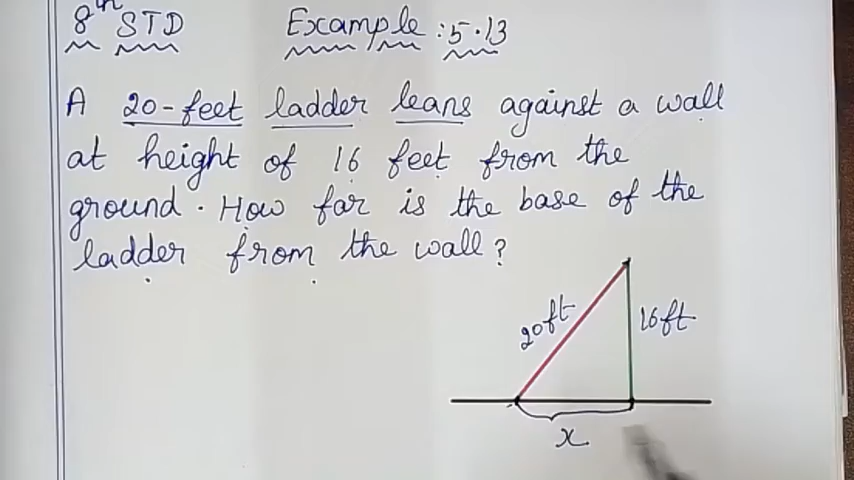 8th STD Example : 5.13
A 20-feet ladder leans against a wall
at height of 16 feet from the
ground. How far is the base of the
ladder from the wall?
20ft
16ft
x